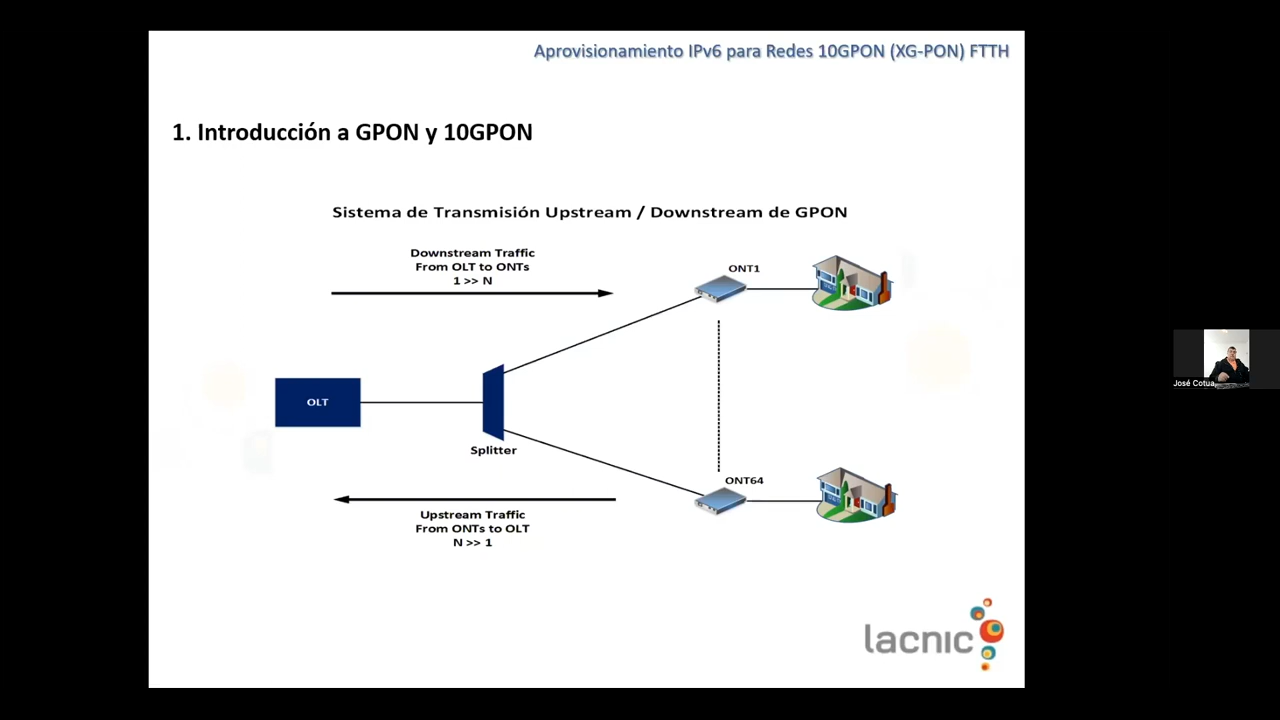 Aprovisionamiento IPv6 para Redes 10GPON (XG-PON) FTTH
1. Introducción a GPON y 10GPON
Sistema de Transmisión Upstream / Downstream de GPON
Downstream Traffic
From OLT to ONTs
1 >> N
ONT1
OLT
Splitter
ONT64
Upstream Traffic
From ONTs to OLT
N >> 1
lacnic
José Cotua